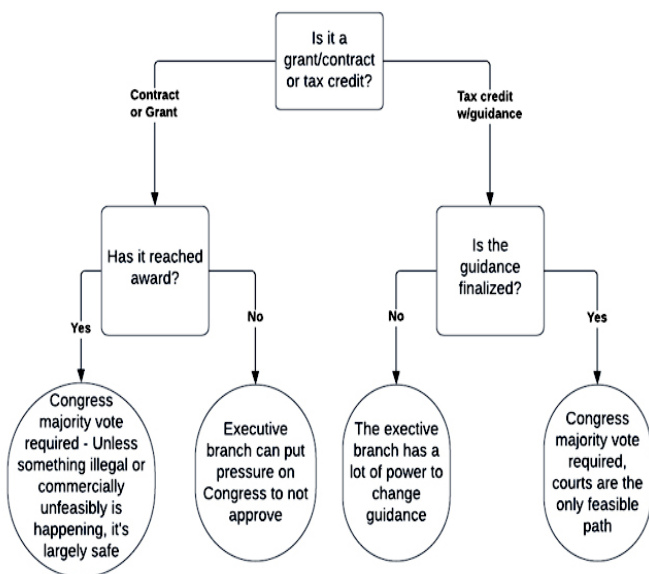 Is it a
grant/contract
or tax credit?
Contract
or Grant
Tax credit
w/guidance
Has it reached
award?
Is the
guidance
finalized?
Yes
No
No
Yes
Congress
majority vote
required - Unless
something illegal or
commercially
unfeasibly is
happening, it's
largely safe
Executive
branch can put
pressure on
Congress to not
approve
The exective
branch has a
lot of power to
change
guidance
Congress
majority vote
required,
courts are the
only feasible
path